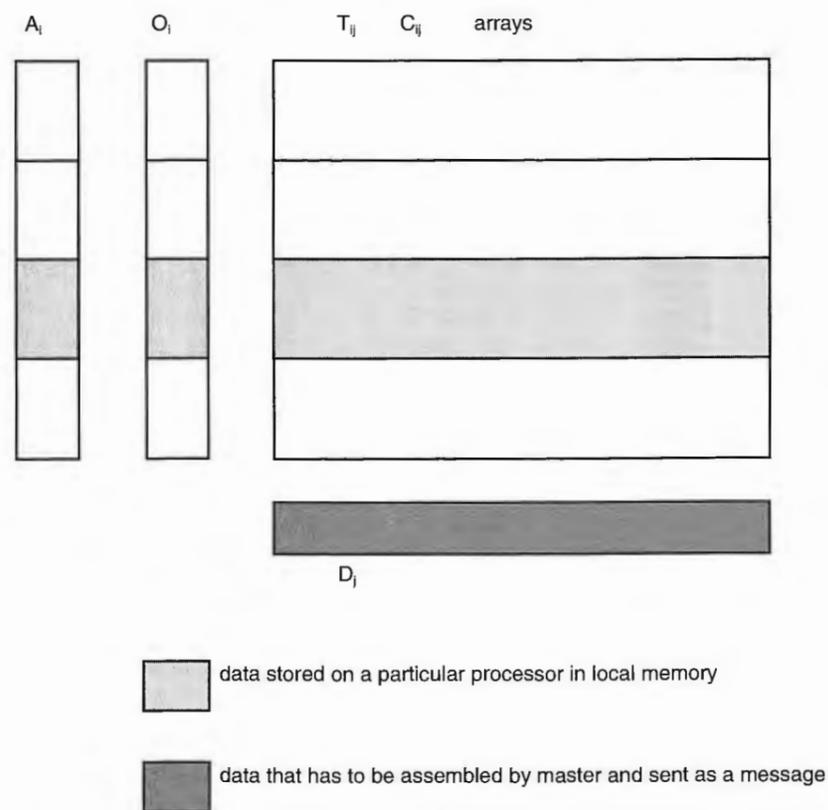 Aᵢ Oᵢ Tᵢⱼ Cᵢⱼ arrays
Dⱼ
data stored on a particular processor in local memory
data that has to be assembled by master and sent as a message